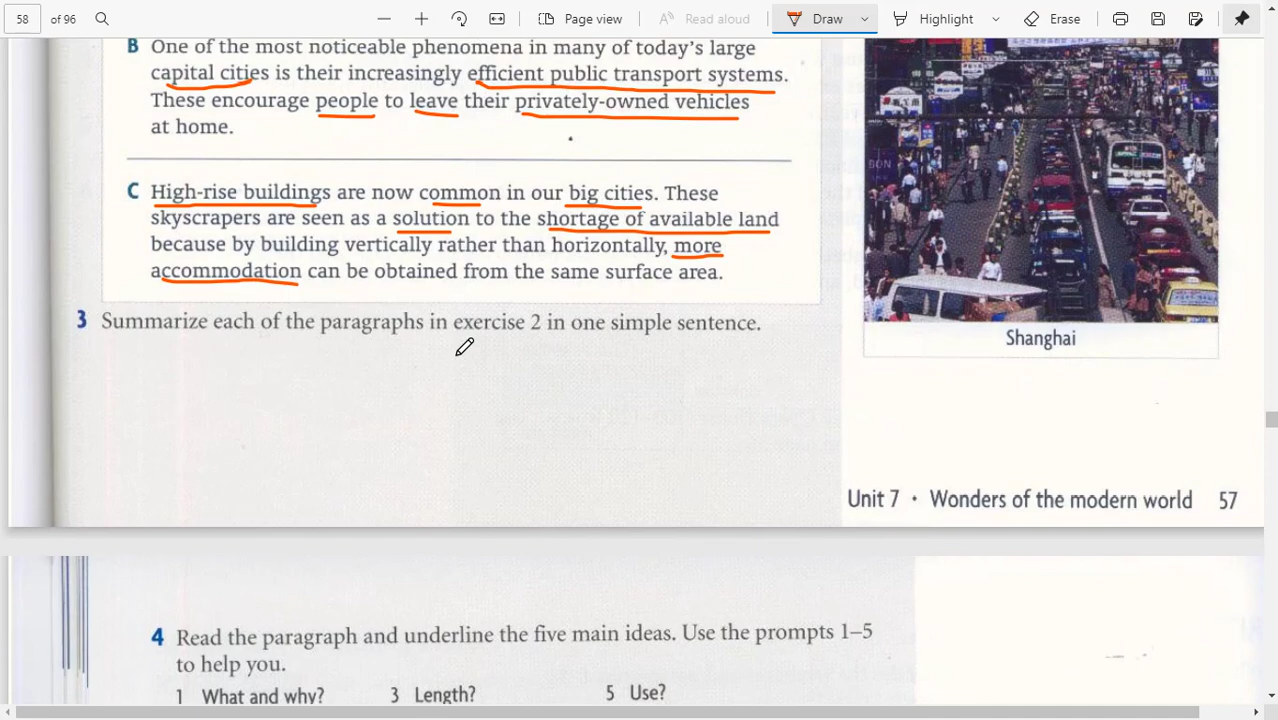 58 of 96
Page view
Read aloud
Draw
Highlight
Erase
B One of the most noticeable phenomena in many of today's large
capital cities is their increasingly efficient public transport systems.
These encourage people to leave their privately-owned vehicles
at home.
C High-rise buildings are now common in our big cities. These
skyscrapers are seen as a solution to the shortage of available land
because by building vertically rather than horizontally, more
accommodation can be obtained from the same surface area.
3 Summarize each of the paragraphs in exercise 2 in one simple sentence.
Shanghai
Unit 7 • Wonders of the modern world 57
4 Read the paragraph and underline the five main ideas. Use the prompts 1–5
to help you.
1 What and why? 3 Length? 5 Use?